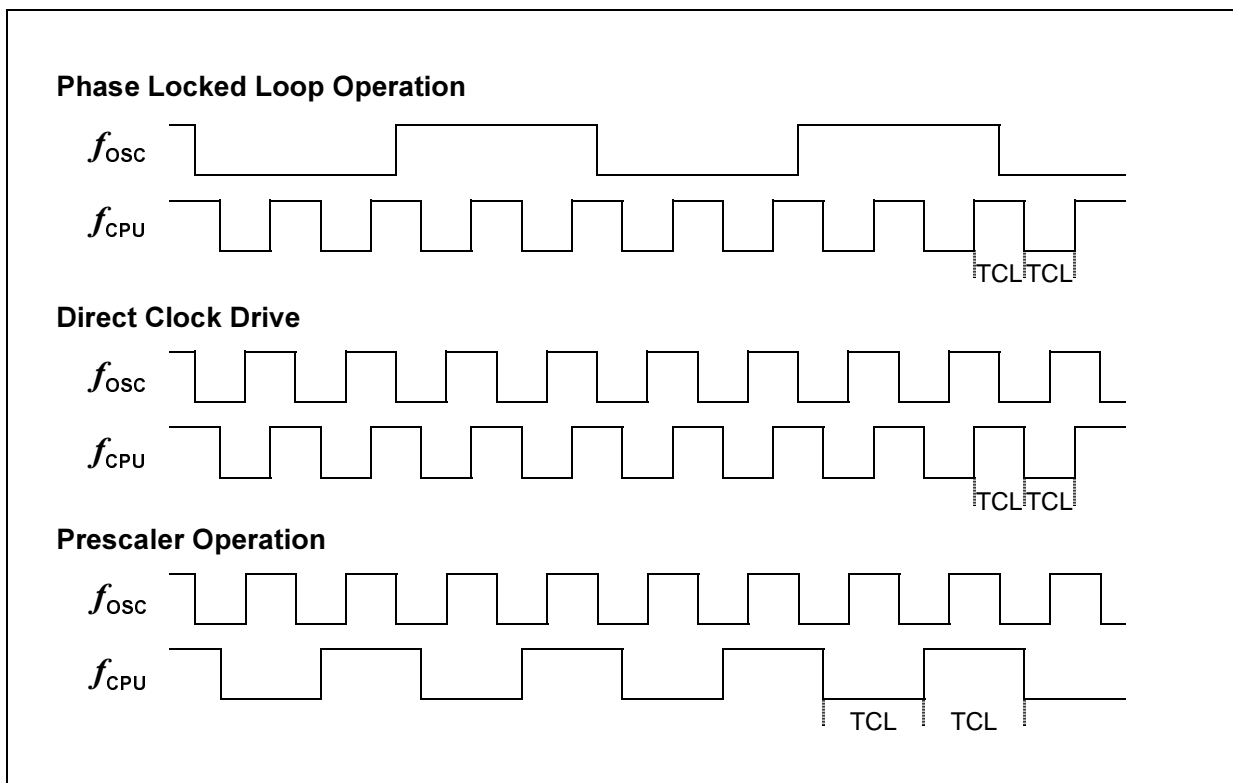 Phase Locked Loop Operation
fOSC
fCPU
TCL TCL
Direct Clock Drive
fOSC
fCPU
TCL TCL
Prescaler Operation
fOSC
fCPU
TCL TCL